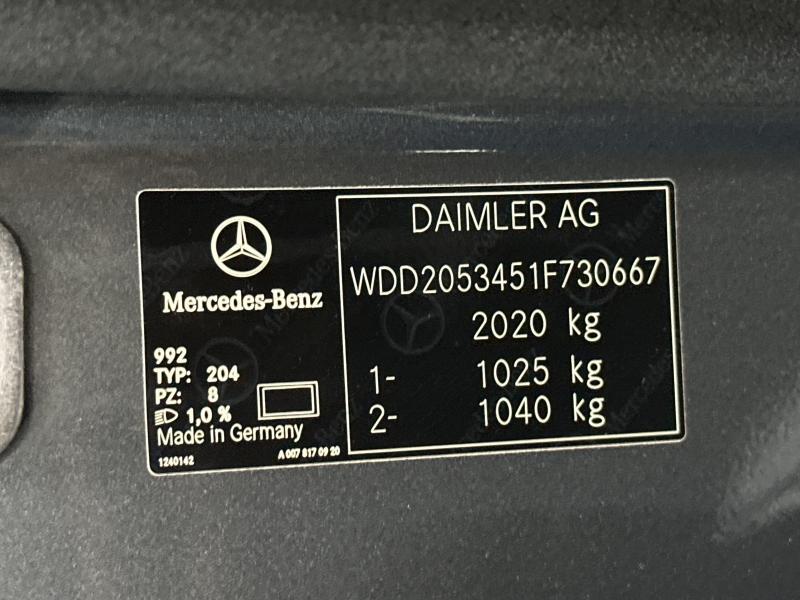 Mercedes-Benz
992
TYP: 204
PZ: 8
1,0 %
Made in Germany
1240142
A 007 817 09 20
DAIMLER AG
WDD2053451F730667
2020 kg
1- 1025 kg
2- 1040 kg